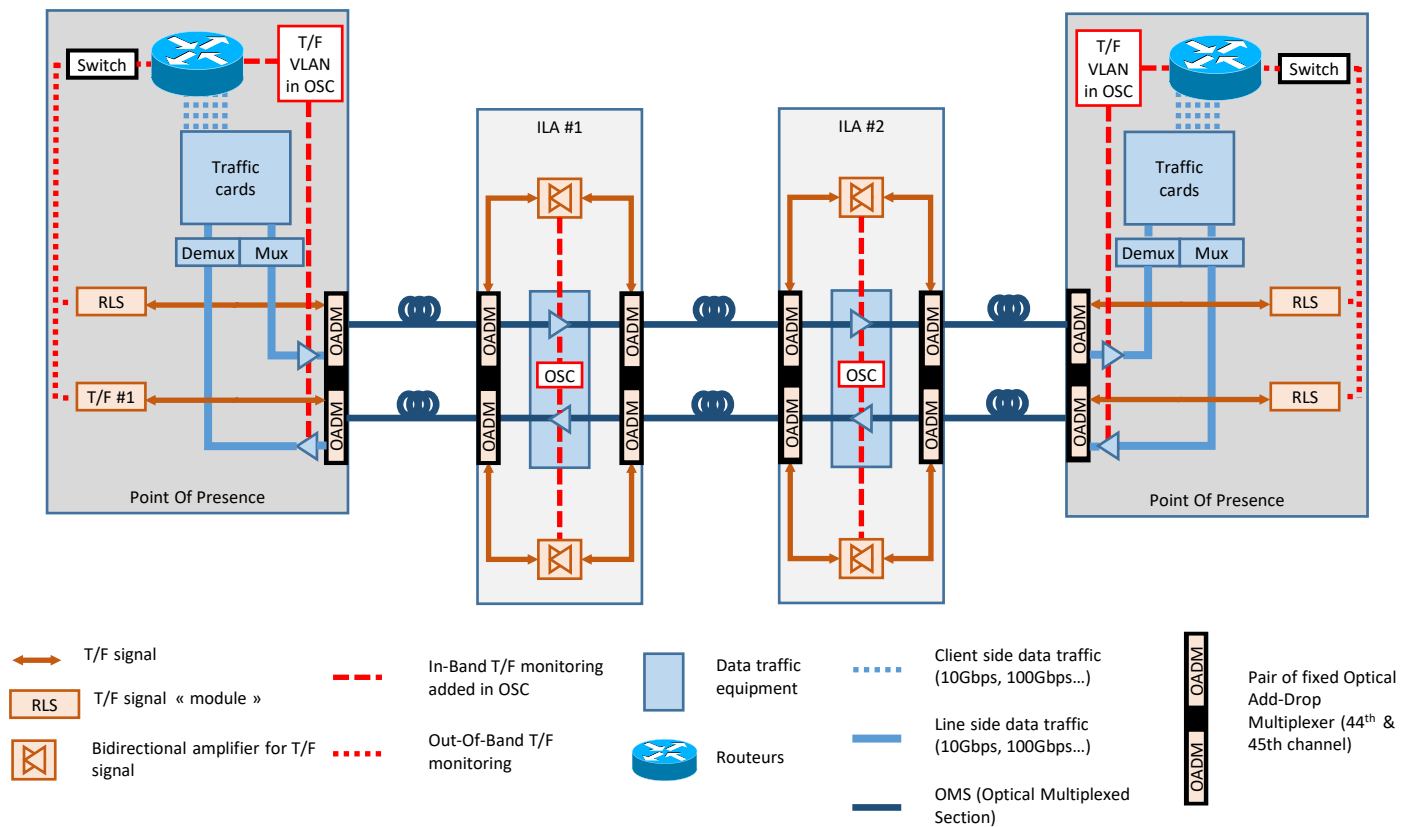 T/F
VLAN
in OSC
Switch
Traffic
cards
Demux
Mux
RLS
T/F #1
OADM
OADM
Point Of Presence
ILA #1
OADM
OADM
OSC
OADM
OADM
ILA #2
OADM
OADM
OSC
OADM
OADM
T/F
VLAN
in OSC
Switch
Traffic
cards
Demux
Mux
RLS
RLS
OADM
OADM
Point Of Presence
T/F signal
RLS
T/F signal « module »
Bidirectional amplifier for T/F
signal
In-Band T/F monitoring
added in OSC
Out-Of-Band T/F
monitoring
Data traffic
equipment
Routeurs
Client side data traffic
(10Gbps, 100Gbps…)
Line side data traffic
(10Gbps, 100Gbps…)
OMS (Optical Multiplexed
Section)
OADM
OADM
Pair of fixed Optical
Add-Drop
Multiplexer (44th &
45th channel)